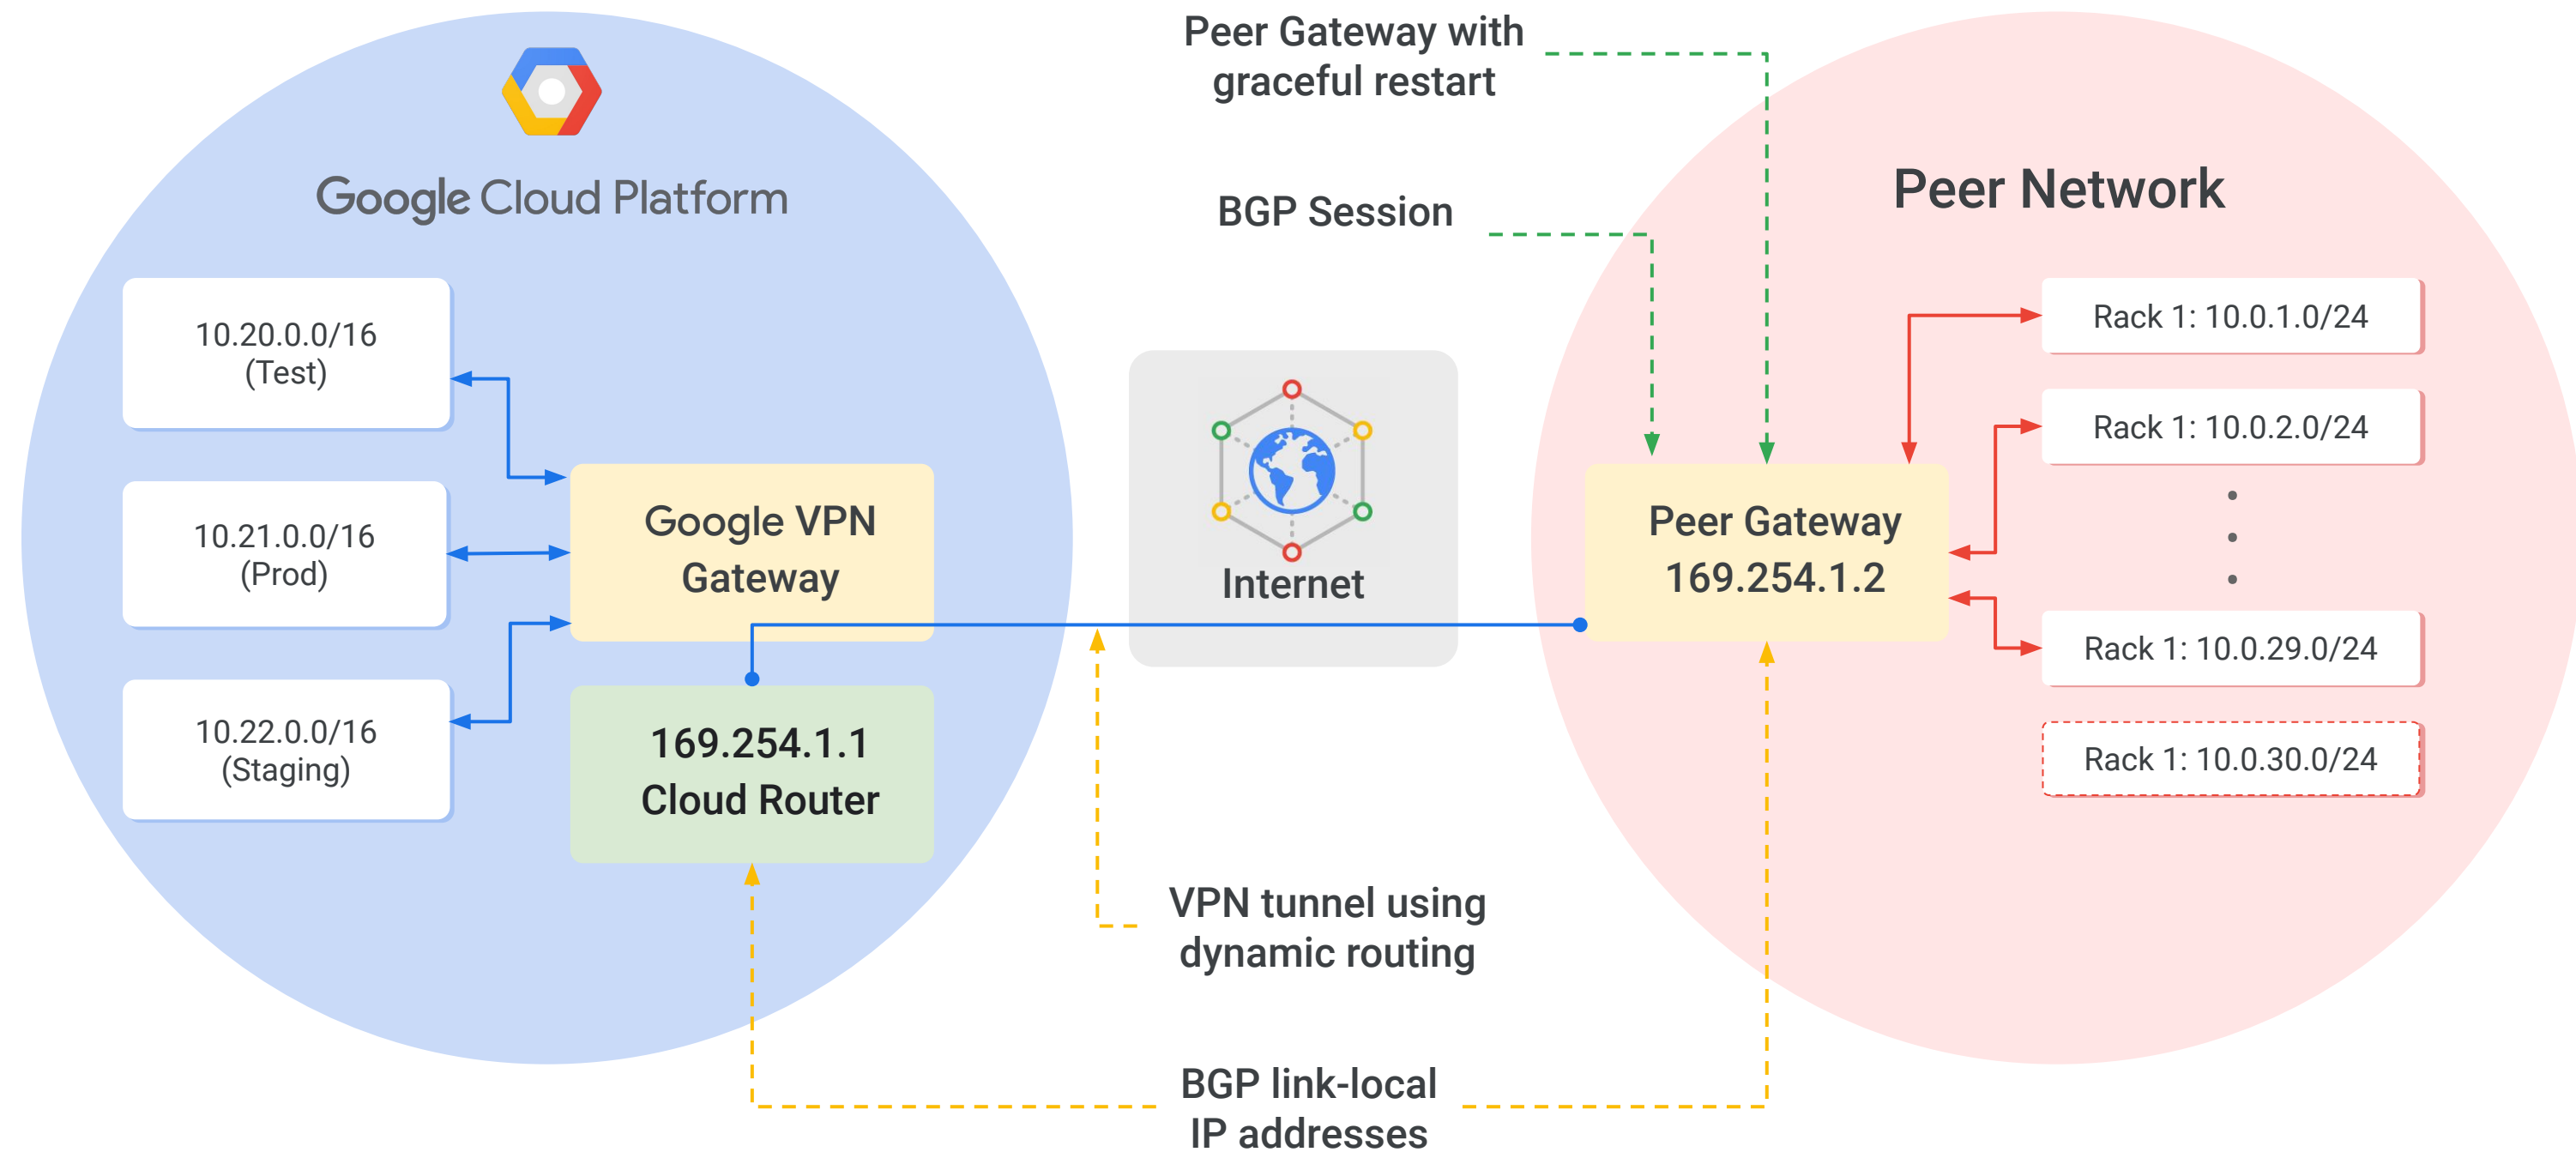 Peer Gateway with
graceful restart
Google Cloud Platform
Peer Network
BGP Session
10.20.0.0/16
(Test)
10.21.0.0/16
(Prod)
10.22.0.0/16
(Staging)
Google VPN
Gateway
169.254.1.1
Cloud Router
Internet
Peer Gateway
169.254.1.2
Rack 1: 10.0.1.0/24
Rack 1: 10.0.2.0/24
Rack 1: 10.0.29.0/24
Rack 1: 10.0.30.0/24
VPN tunnel using
dynamic routing
BGP link-local
IP addresses